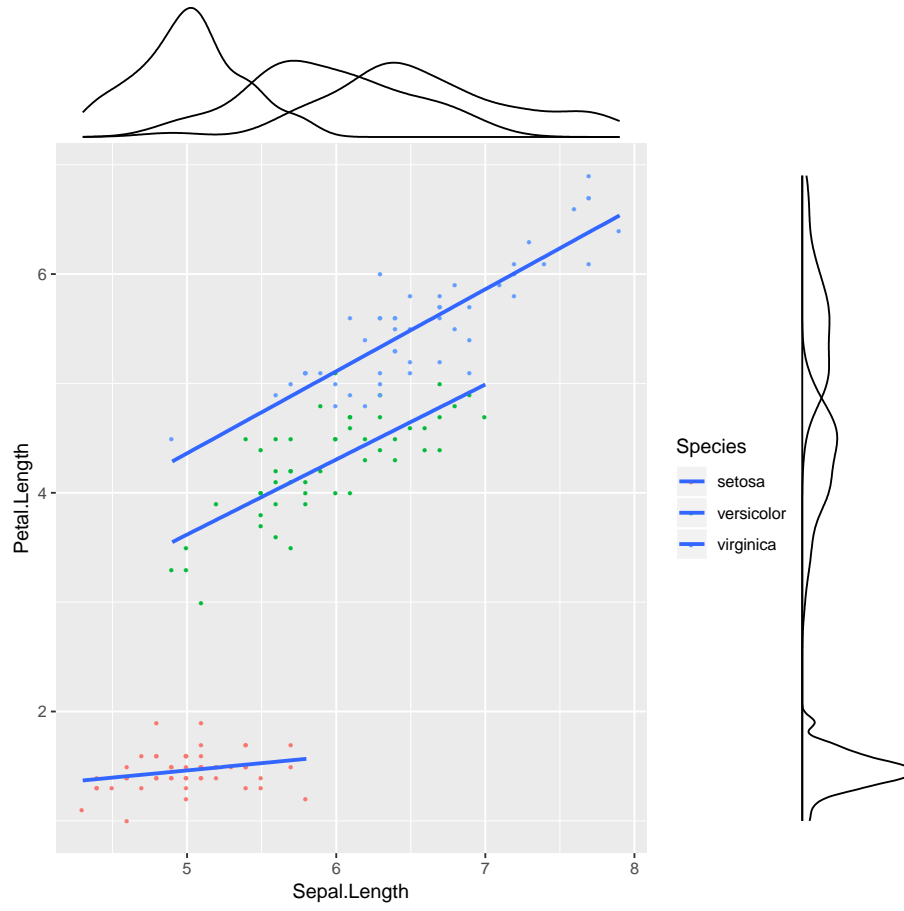 6
4
2
Petal.Length
5 6 7 8
Sepal.Length
Species
setosa
versicolor
virginica